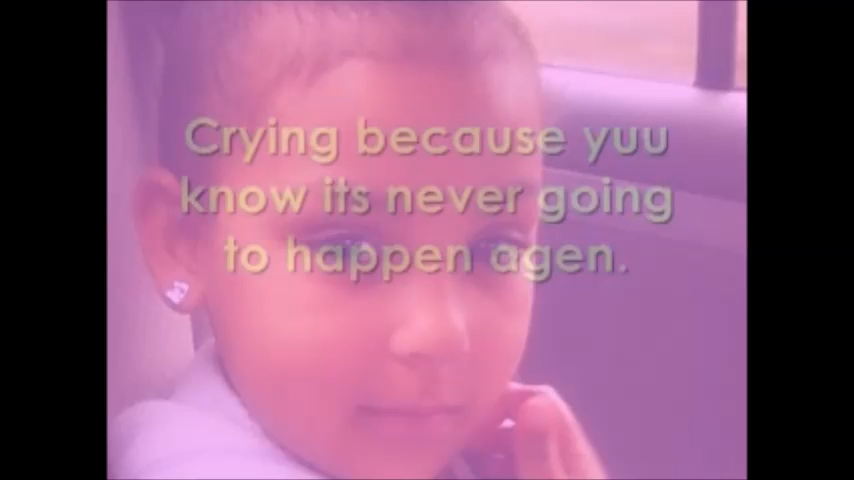 Crying because yuu
know its never going
to happen agen.